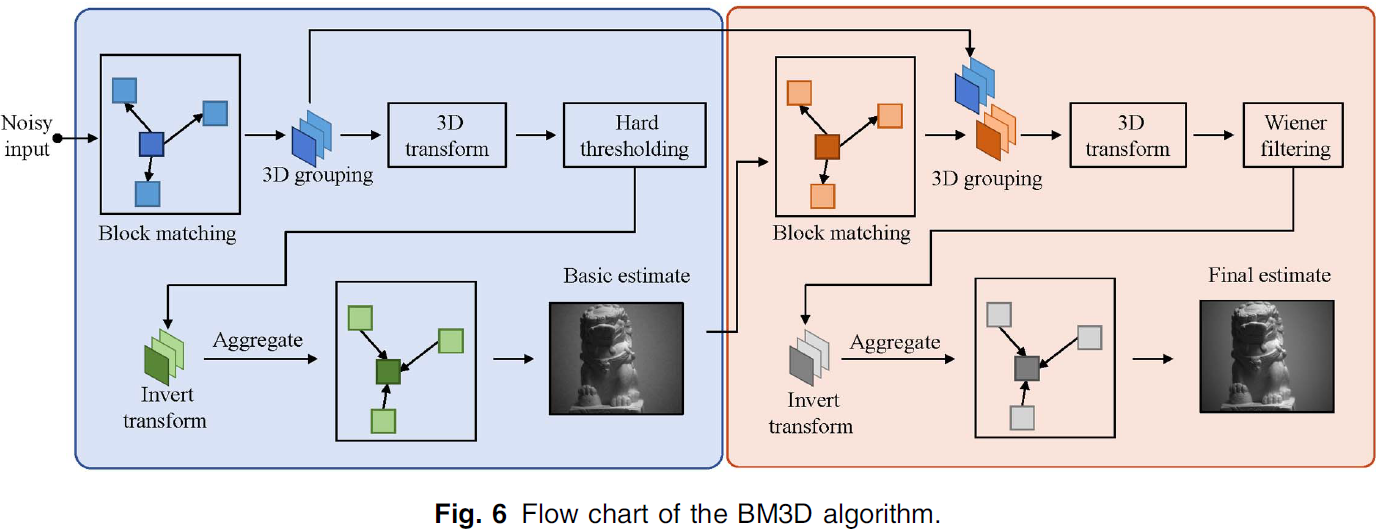 Noisy
input
Block matching
3D grouping
3D
transform
Hard
thresholding
Invert
transform
Aggregate
Basic estimate
Block matching
3D grouping
3D
transform
Wiener
filtering
Invert
transform
Aggregate
Final estimate
Fig. 6 Flow chart of the BM3D algorithm.